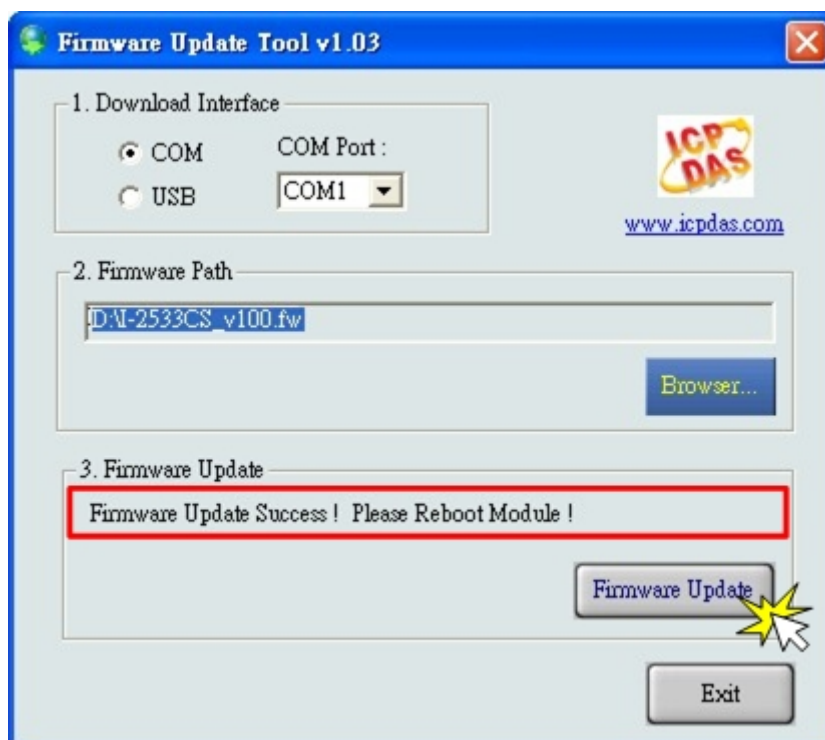 Firmware Update Tool v1.03
1. Download Interface
COM
COM Port :
USB
COM1
ICP
DAS
www.icpdas.com
2. Firmware Path
D:\I-2533CS_v100.fw
Browser...
3. Firmware Update
Firmware Update Success ! Please Reboot Module !
Firmware Update
Exit